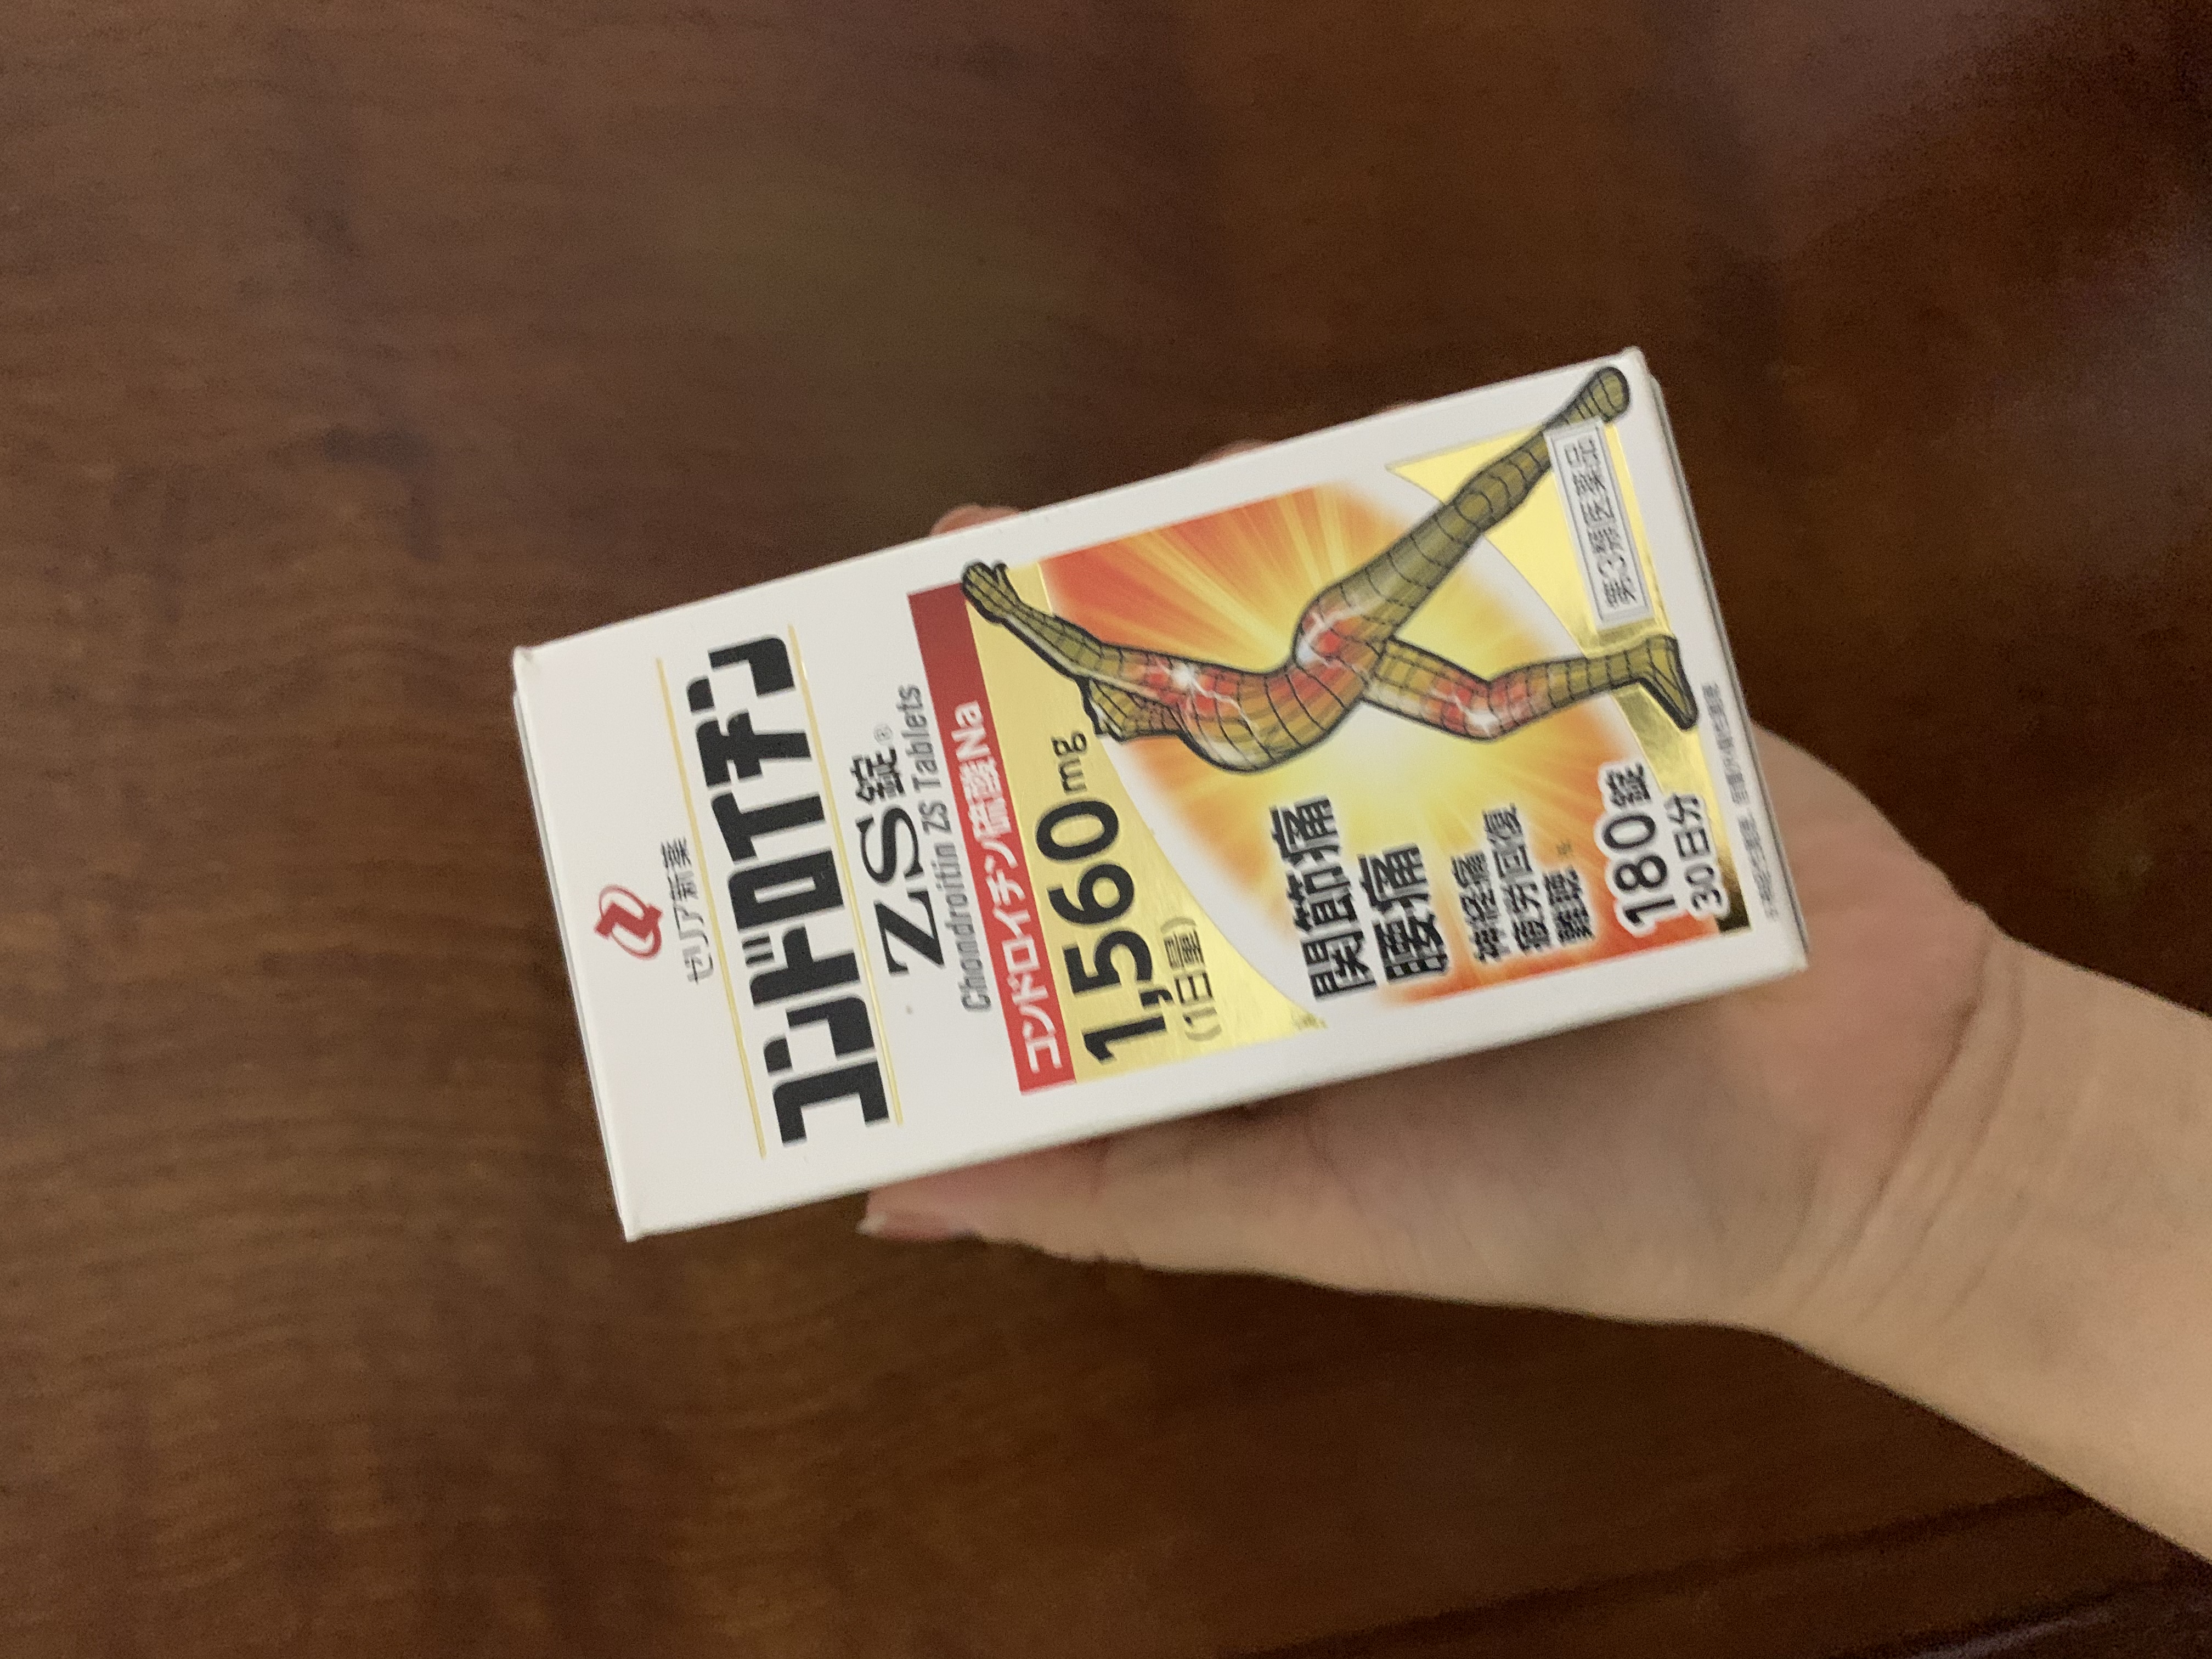 ゼリア新薬
コンドロイチン
ZS錠®
Chondroitin ZS Tablets
コンドロイチン硫酸Na
1,560mg
(1日量)
関節痛
腰痛
神経痛
疲労回復
難聴
第3類医薬品
180錠
30日分